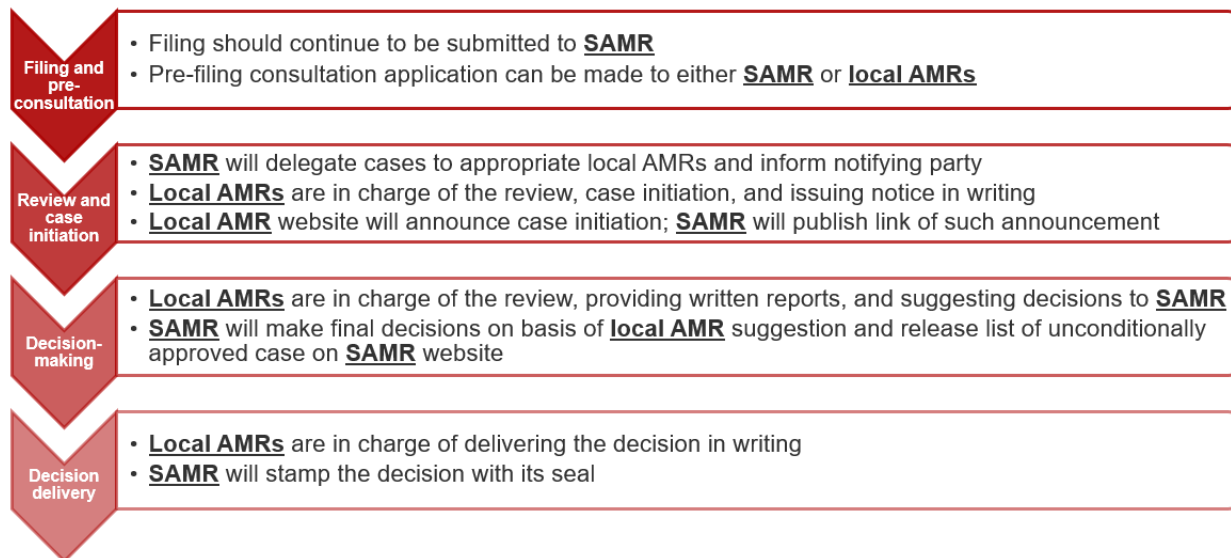 Filing and
pre-
consultation
• Filing should continue to be submitted to SAMR
• Pre-filing consultation application can be made to either SAMR or local AMRs
Review and
case
initiation
• SAMR will delegate cases to appropriate local AMRs and inform notifying party
• Local AMRs are in charge of the review, case initiation, and issuing notice in writing
• Local AMR website will announce case initiation; SAMR will publish link of such announcement
Decision-
making
• Local AMRs are in charge of the review, providing written reports, and suggesting decisions to SAMR
• SAMR will make final decisions on basis of local AMR suggestion and release list of unconditionally
approved case on SAMR website
Decision
delivery
• Local AMRs are in charge of delivering the decision in writing
• SAMR will stamp the decision with its seal